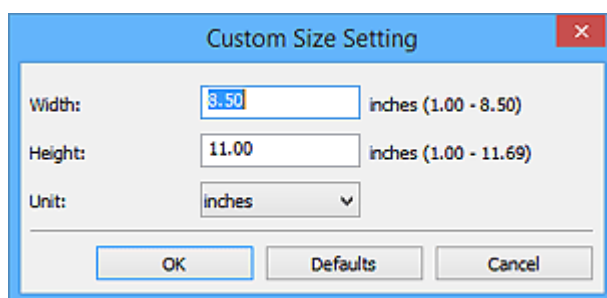 Custom Size Setting
Width: 8.50 inches (1.00 - 8.50)
Height: 11.00 inches (1.00 - 11.69)
Unit: inches
OK Defaults Cancel